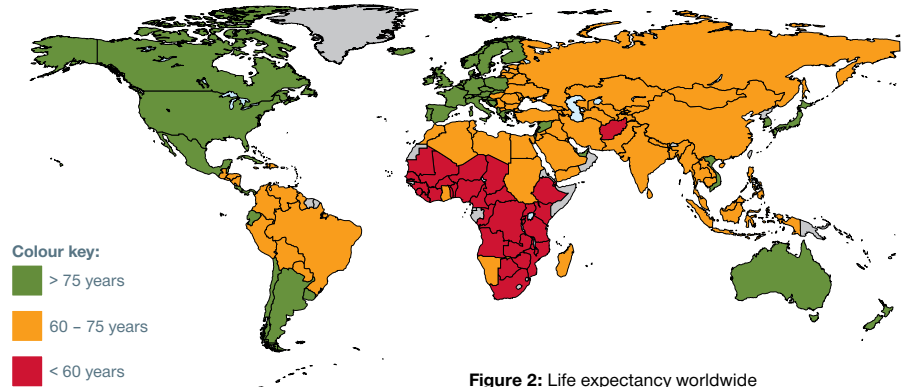 Colour key:
> 75 years
60 – 75 years
< 60 years
Figure 2: Life expectancy worldwide